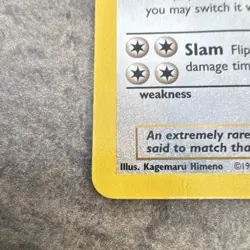 you may switch it w
Slam Flip
damage tim
weakness
An extremely rare
said to match tha
Illus. Kagemaru Himeno ©19